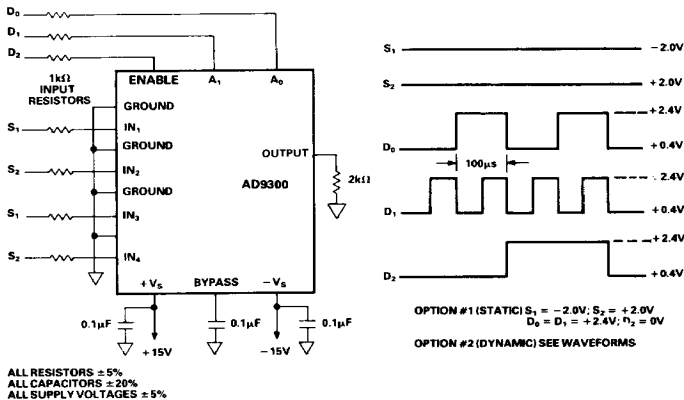 D₀
D₁
D₂
1kΩ
INPUT
RESISTORS
ENABLE A₁ A₀
GROUND
S₁ IN₁
GROUND
OUTPUT
S₂ IN₂
GROUND
AD9300
2kΩ
S₁ IN₃
S₂ IN₄
+Vs BYPASS −Vs
0.1µF 0.1µF 0.1µF
+15V −15V
ALL RESISTORS ±5%
ALL CAPACITORS ±20%
ALL SUPPLY VOLTAGES ±5%
S₁ −2.0V
S₂ +2.0V
+2.4V
D₀ +0.4V
100µs
2.4V
D₁ +0.4V
+2.4V
D₂ +0.4V
OPTION #1 (STATIC) S₁ = −2.0V; S₂ = +2.0V
D₀ = D₁ = +2.4V; D₂ = 0V
OPTION #2 (DYNAMIC) SEE WAVEFORMS